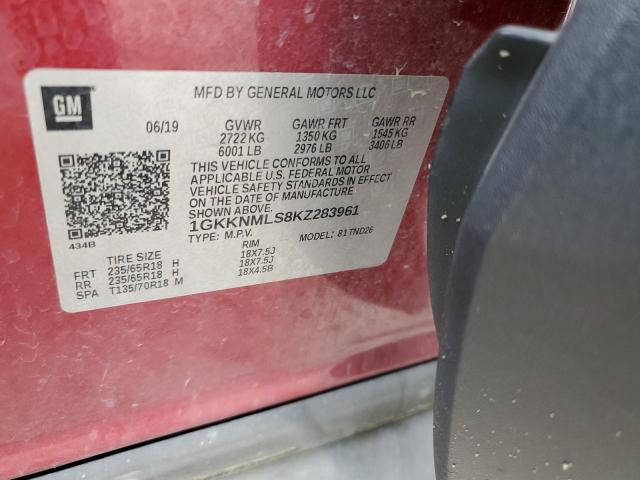 MFD BY GENERAL MOTORS LLC
GM
06/19 GVWR GAWR FRT GAWR RR
2722 KG 1350 KG 1545 KG
6001 LB 2976 LB 3406 LB
THIS VEHICLE CONFORMS TO ALL
APPLICABLE U.S. FEDERAL MOTOR
VEHICLE SAFETY STANDARDS IN EFFECT
ON THE DATE OF MANUFACTURE
SHOWN ABOVE.
1GKKNMLS8KZ283961
434B
TYPE: M.P.V. MODEL: 81TND26
TIRE SIZE RIM
FRT 235/65R18 H 18X7.5J
RR 235/65R18 H 18X7.5J
SPA T135/70R18 M 18X4.5B